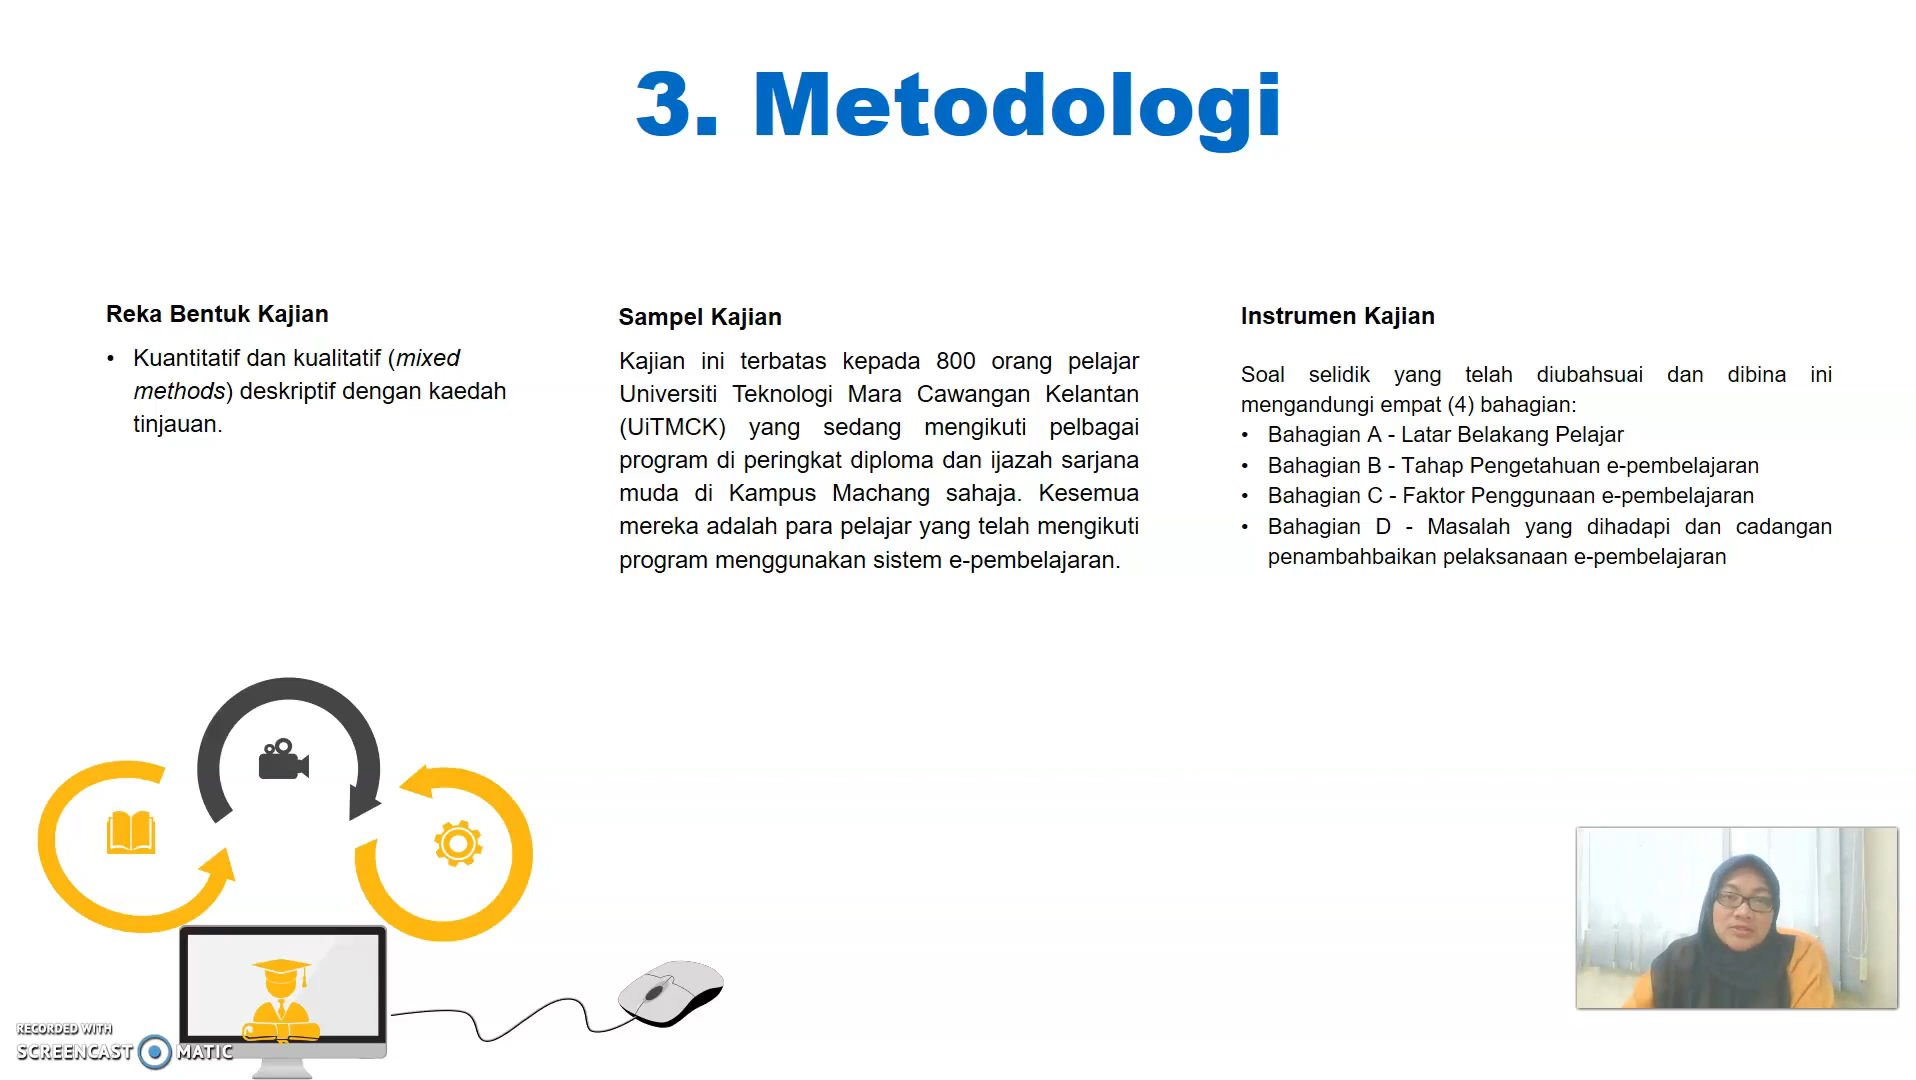 3. Metodologi
Reka Bentuk Kajian
• Kuantitatif dan kualitatif (mixed
methods) deskriptif dengan kaedah
tinjauan.
Sampel Kajian
Kajian ini terbatas kepada 800 orang pelajar
Universiti Teknologi Mara Cawangan Kelantan
(UiTMCK) yang sedang mengikuti pelbagai
program di peringkat diploma dan ijazah sarjana
muda di Kampus Machang sahaja. Kesemua
mereka adalah para pelajar yang telah mengikuti
program menggunakan sistem e-pembelajaran.
Instrumen Kajian
Soal selidik yang telah diubahsuai dan dibina ini
mengandungi empat (4) bahagian:
• Bahagian A - Latar Belakang Pelajar
• Bahagian B - Tahap Pengetahuan e-pembelajaran
• Bahagian C - Faktor Penggunaan e-pembelajaran
• Bahagian D - Masalah yang dihadapi dan cadangan
penambahbaikan pelaksanaan e-pembelajaran
RECORDED WITH
SCREENCAST MATIC